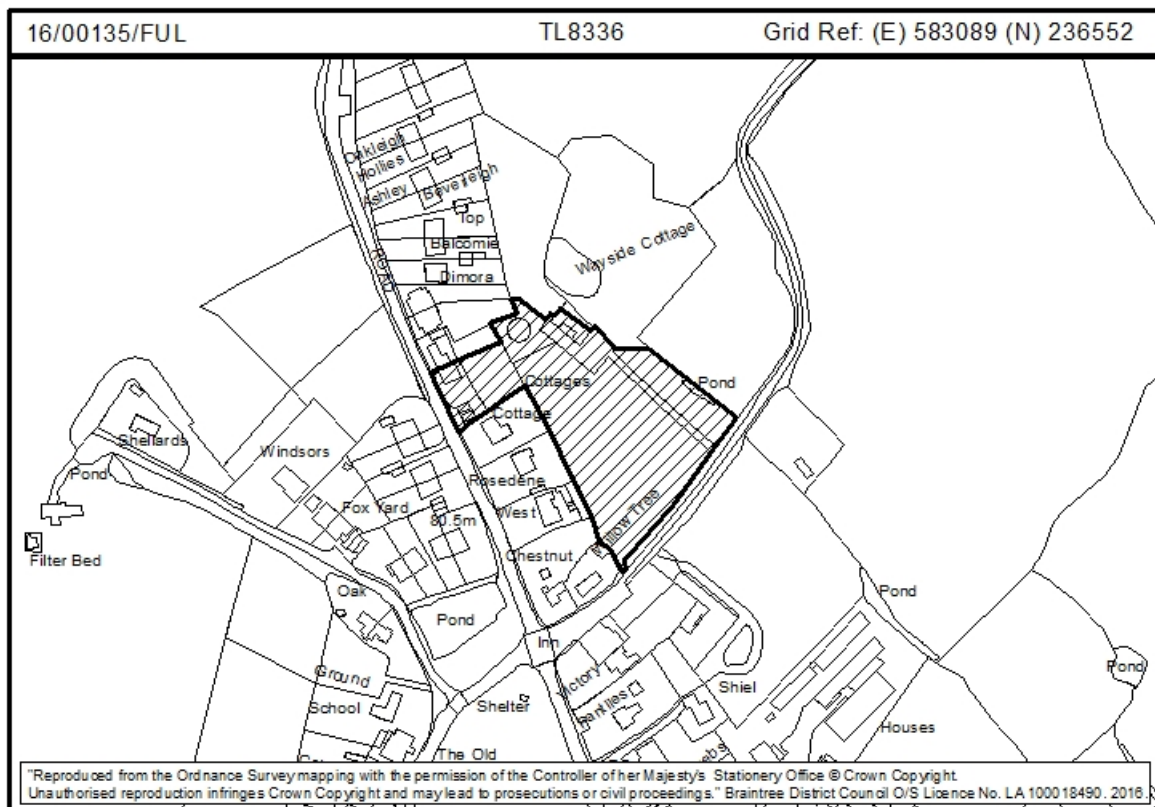 16/00135/FUL TL8336 Grid Ref: (E) 583089 (N) 236552
Oakleigh
Hollies
Ashley
Beverleigh
Top
Balcomie
Dimora
ROAD
Wayside Cottage
Cottages
Pond
Cottage
Shellards
Windsors
Pond
Rosedene
Fox Yard
80.5m
West
Willow Tree
Filter Bed
Chestnut
Oak
Pond
Pond
Inn
Pond
Ground
Victory
Shiel
School
Shelter
Houses
The Old
"Reproduced from the Ordnance Survey mapping with the permission of the Controller of her Majesty's Stationery Office © Crown Copyright.
Unauthorised reproduction infringes Crown Copyright and may lead to prosecutions or civil proceedings." Braintree District Council O/S Licence No. LA 100018490. 2016.